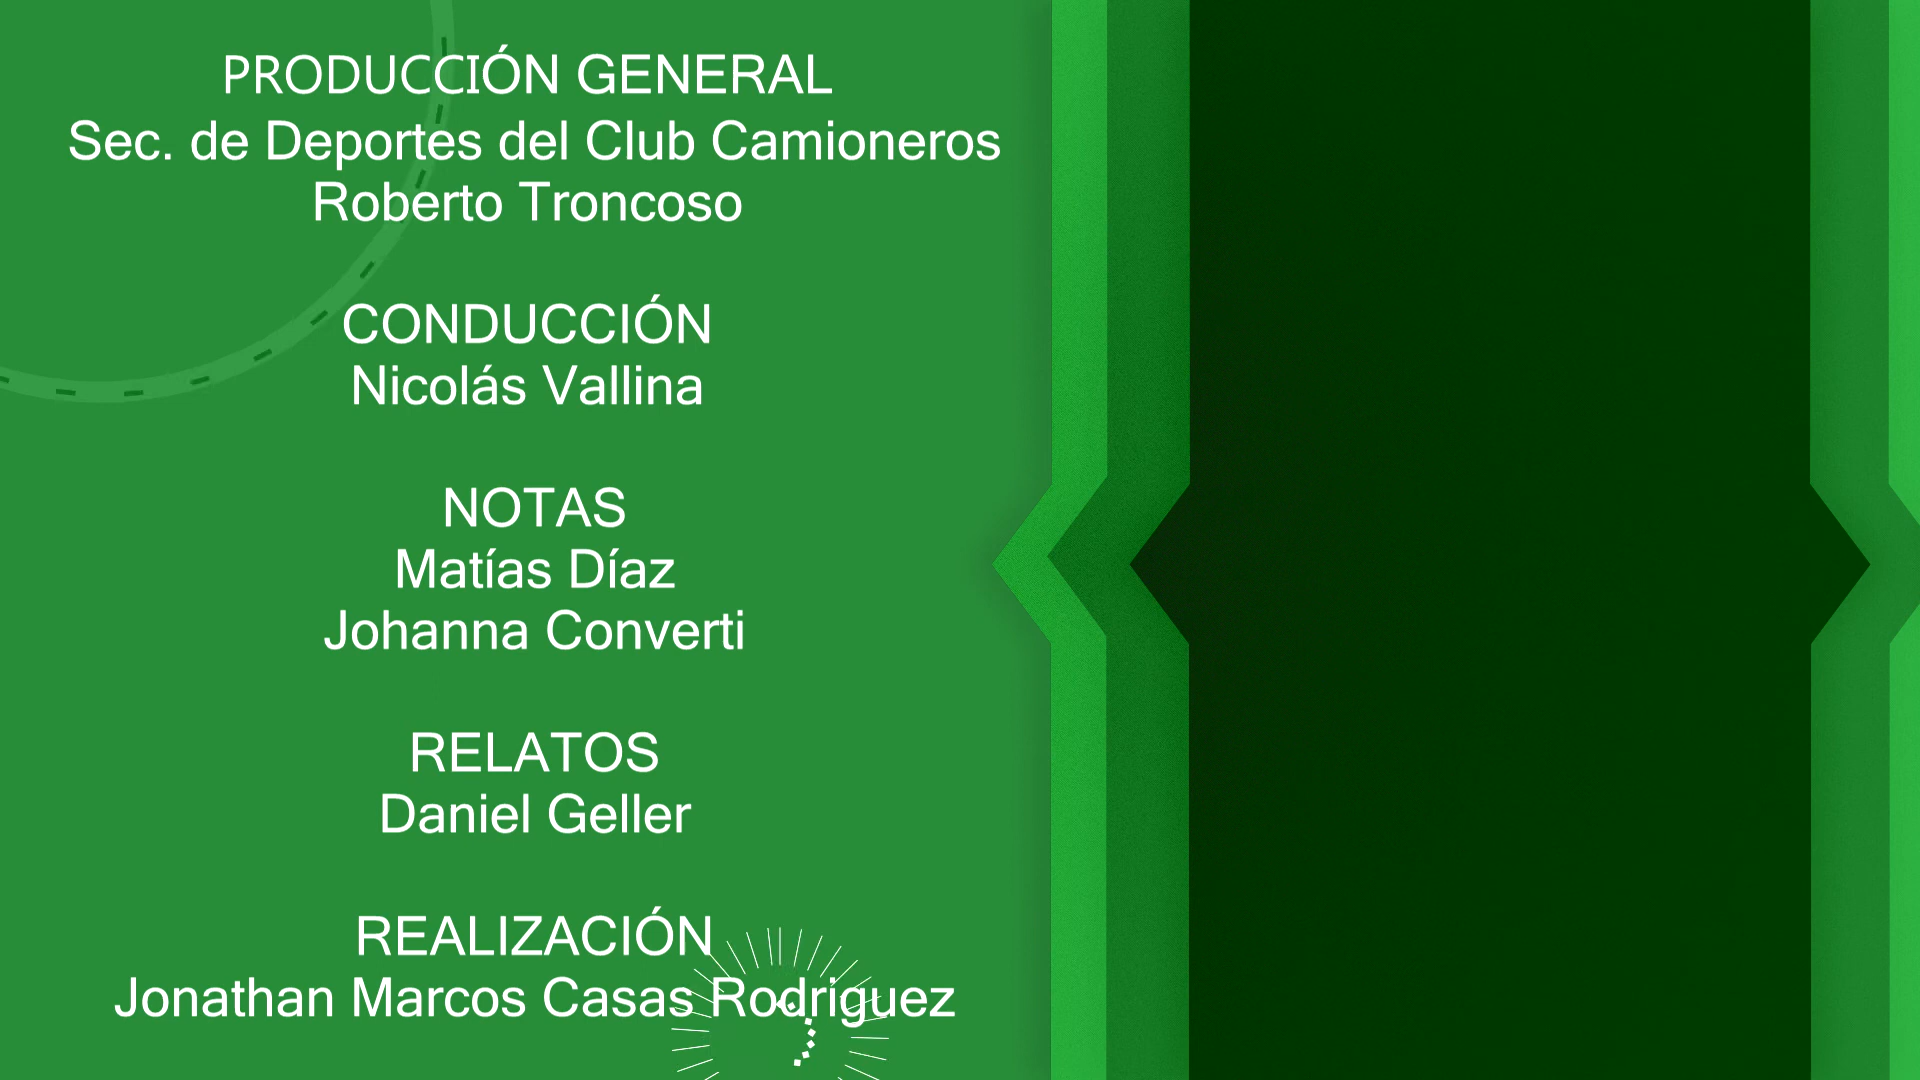 PRODUCCIÓN GENERAL
Sec. de Deportes del Club Camioneros
Roberto Troncoso
CONDUCCIÓN
Nicolás Vallina
NOTAS
Matías Díaz
Johanna Converti
RELATOS
Daniel Geller
REALIZACIÓN
Jonathan Marcos Casas Rodriguez